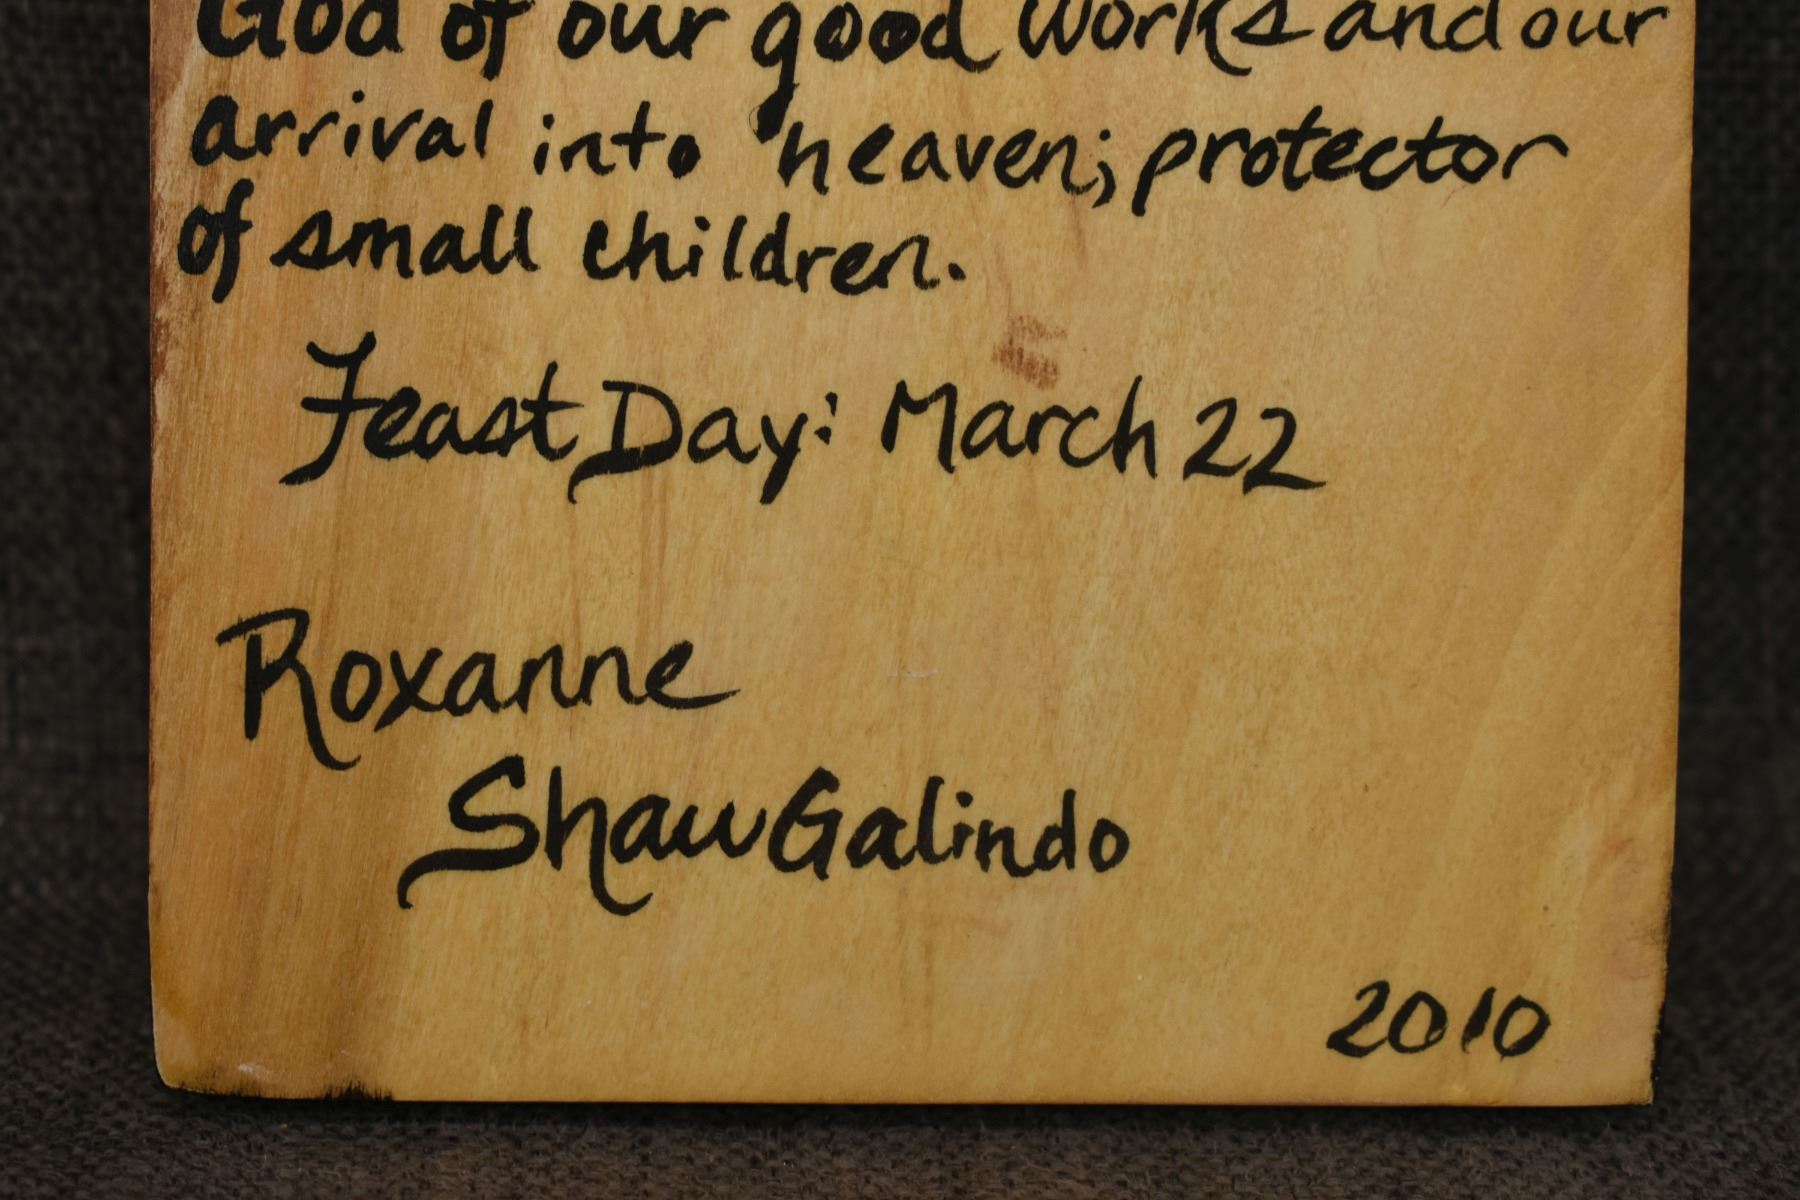 God of our good works and our
arrival into heaven; protector
of small children.
Feast Day: March 22
Roxanne
Shaw Galindo
2010